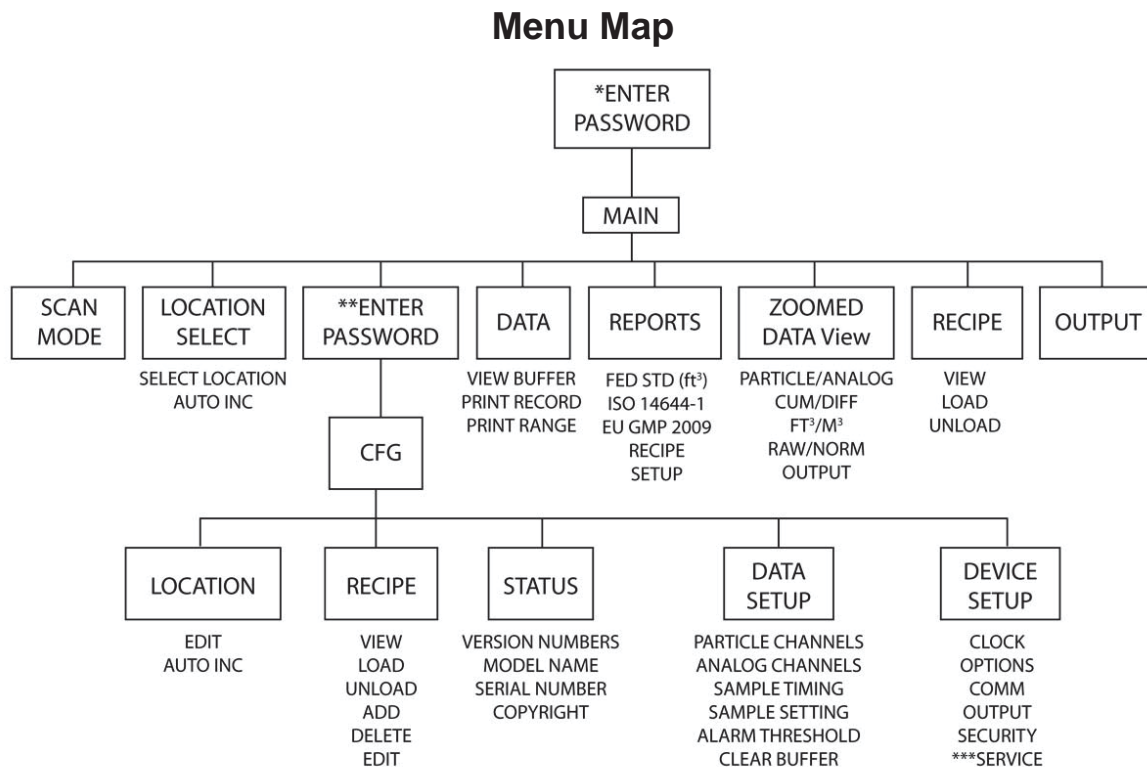 Menu Map
*ENTER
PASSWORD
MAIN
SCAN
MODE
LOCATION
SELECT
SELECT LOCATION
AUTO INC
**ENTER
PASSWORD
DATA
VIEW BUFFER
PRINT RECORD
PRINT RANGE
REPORTS
FED STD (ft³)
ISO 14644-1
EU GMP 2009
RECIPE
SETUP
ZOOMED
DATA View
PARTICLE/ANALOG
CUM/DIFF
FT³/M³
RAW/NORM
OUTPUT
RECIPE
VIEW
LOAD
UNLOAD
OUTPUT
CFG
LOCATION
EDIT
AUTO INC
RECIPE
VIEW
LOAD
UNLOAD
ADD
DELETE
EDIT
STATUS
VERSION NUMBERS
MODEL NAME
SERIAL NUMBER
COPYRIGHT
DATA
SETUP
PARTICLE CHANNELS
ANALOG CHANNELS
SAMPLE TIMING
SAMPLE SETTING
ALARM THRESHOLD
CLEAR BUFFER
DEVICE
SETUP
CLOCK
OPTIONS
COMM
OUTPUT
SECURITY
***SERVICE